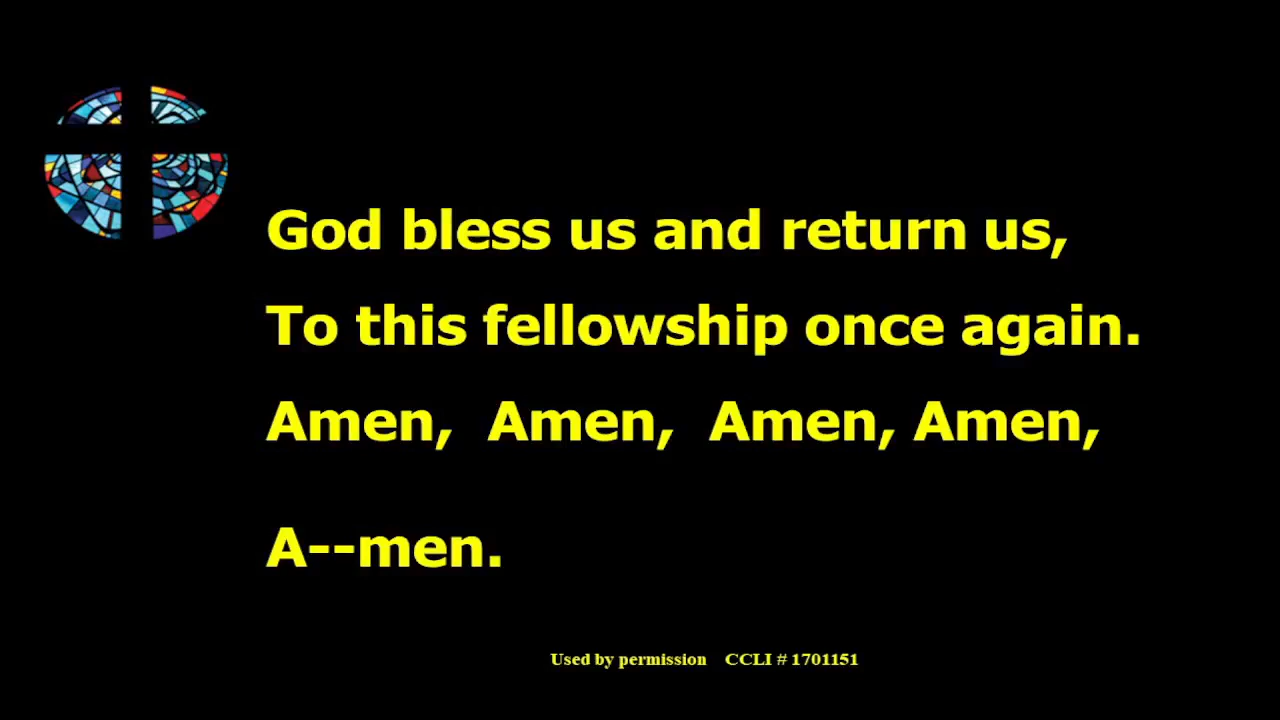 God bless us and return us,
To this fellowship once again.
Amen,  Amen,  Amen, Amen,
A--men.
Used by permission    CCLI # 1701151